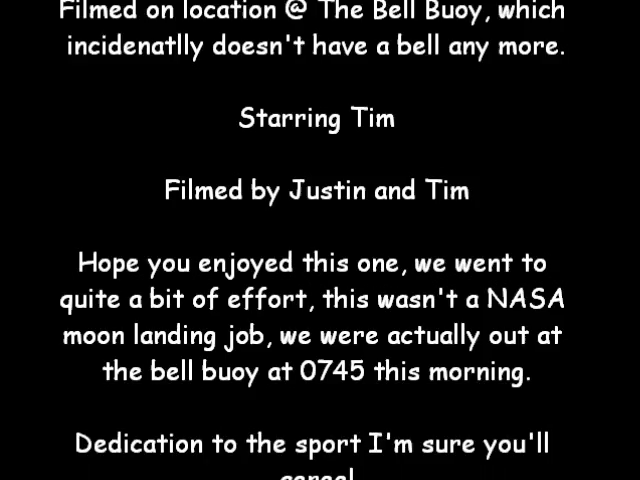 Filmed on location @ The Bell Buoy, which
incidenatlly doesn't have a bell any more.
Starring Tim
Filmed by Justin and Tim
Hope you enjoyed this one, we went to
quite a bit of effort, this wasn't a NASA
moon landing job, we were actually out at
the bell buoy at 0745 this morning.
Dedication to the sport I'm sure you'll